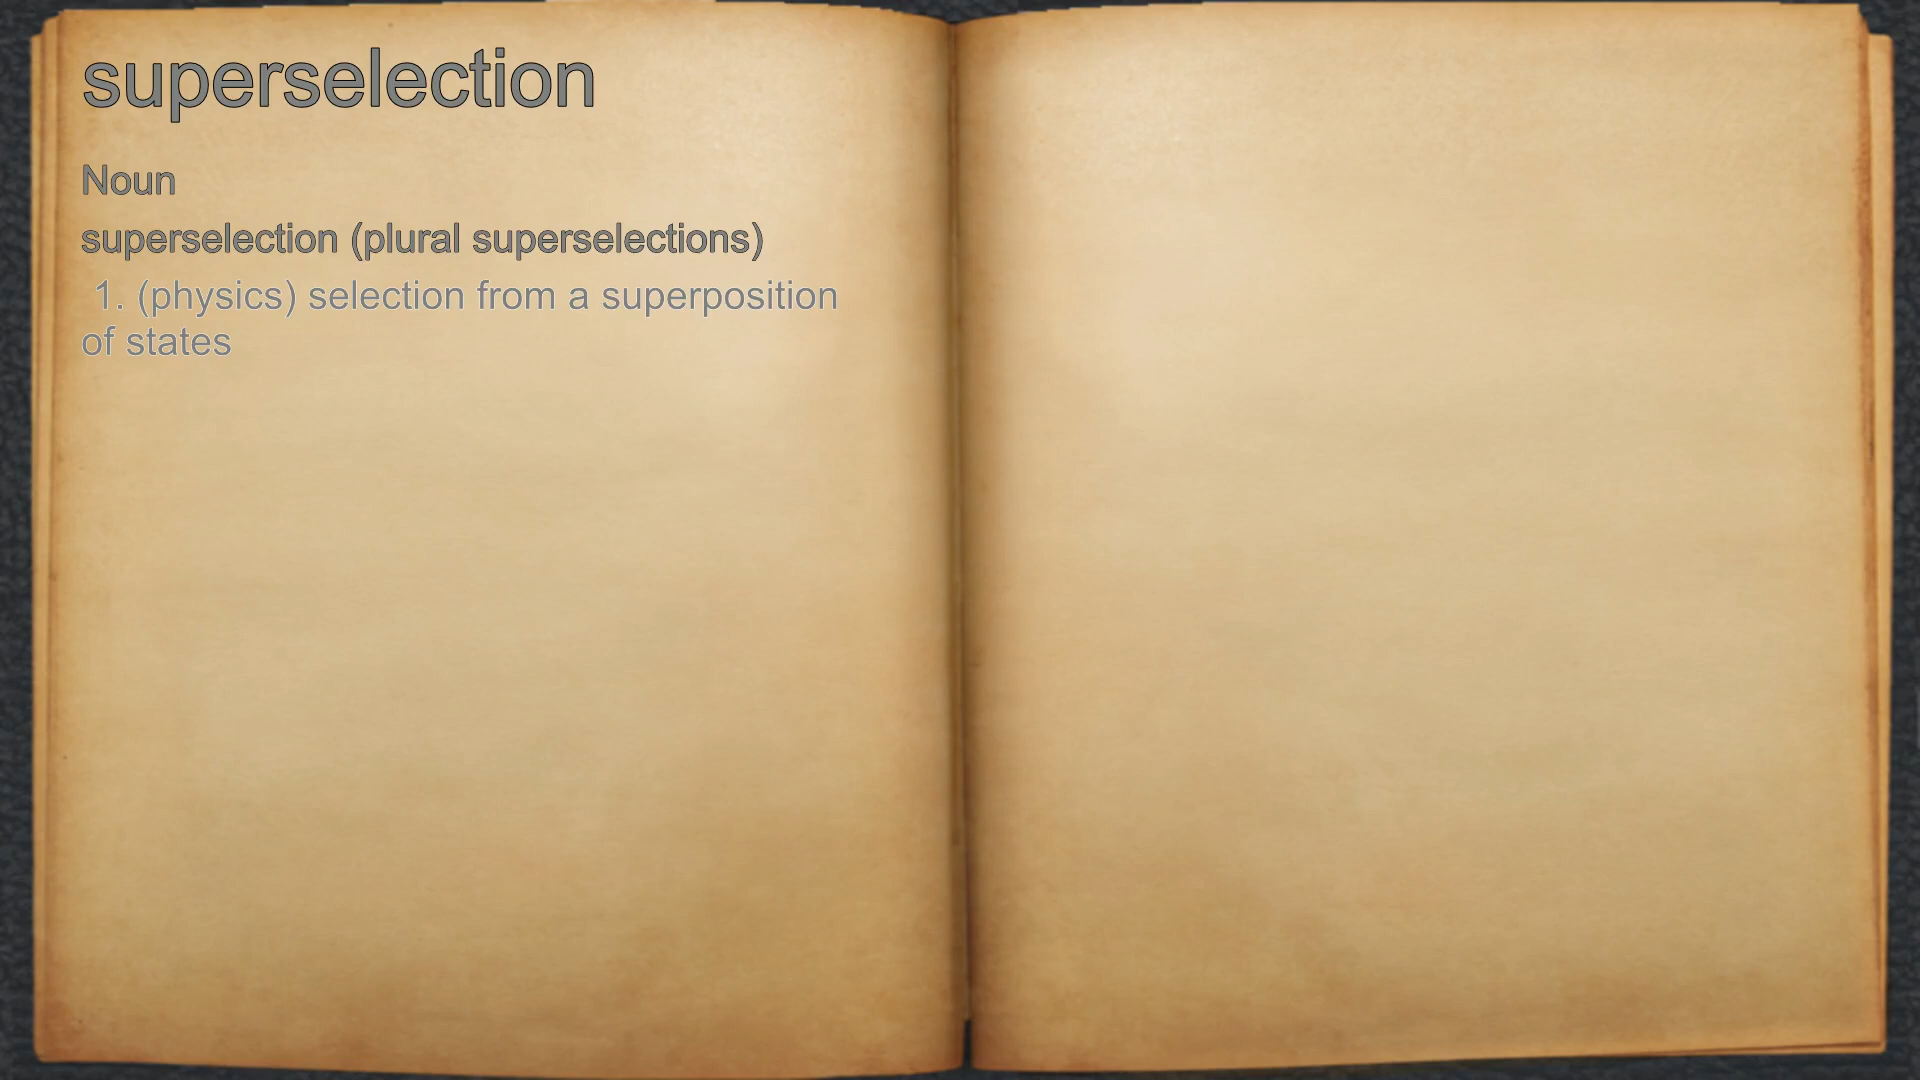 superselection
Noun
superselection (plural superselections)
1. (physics) selection from a superposition
of states